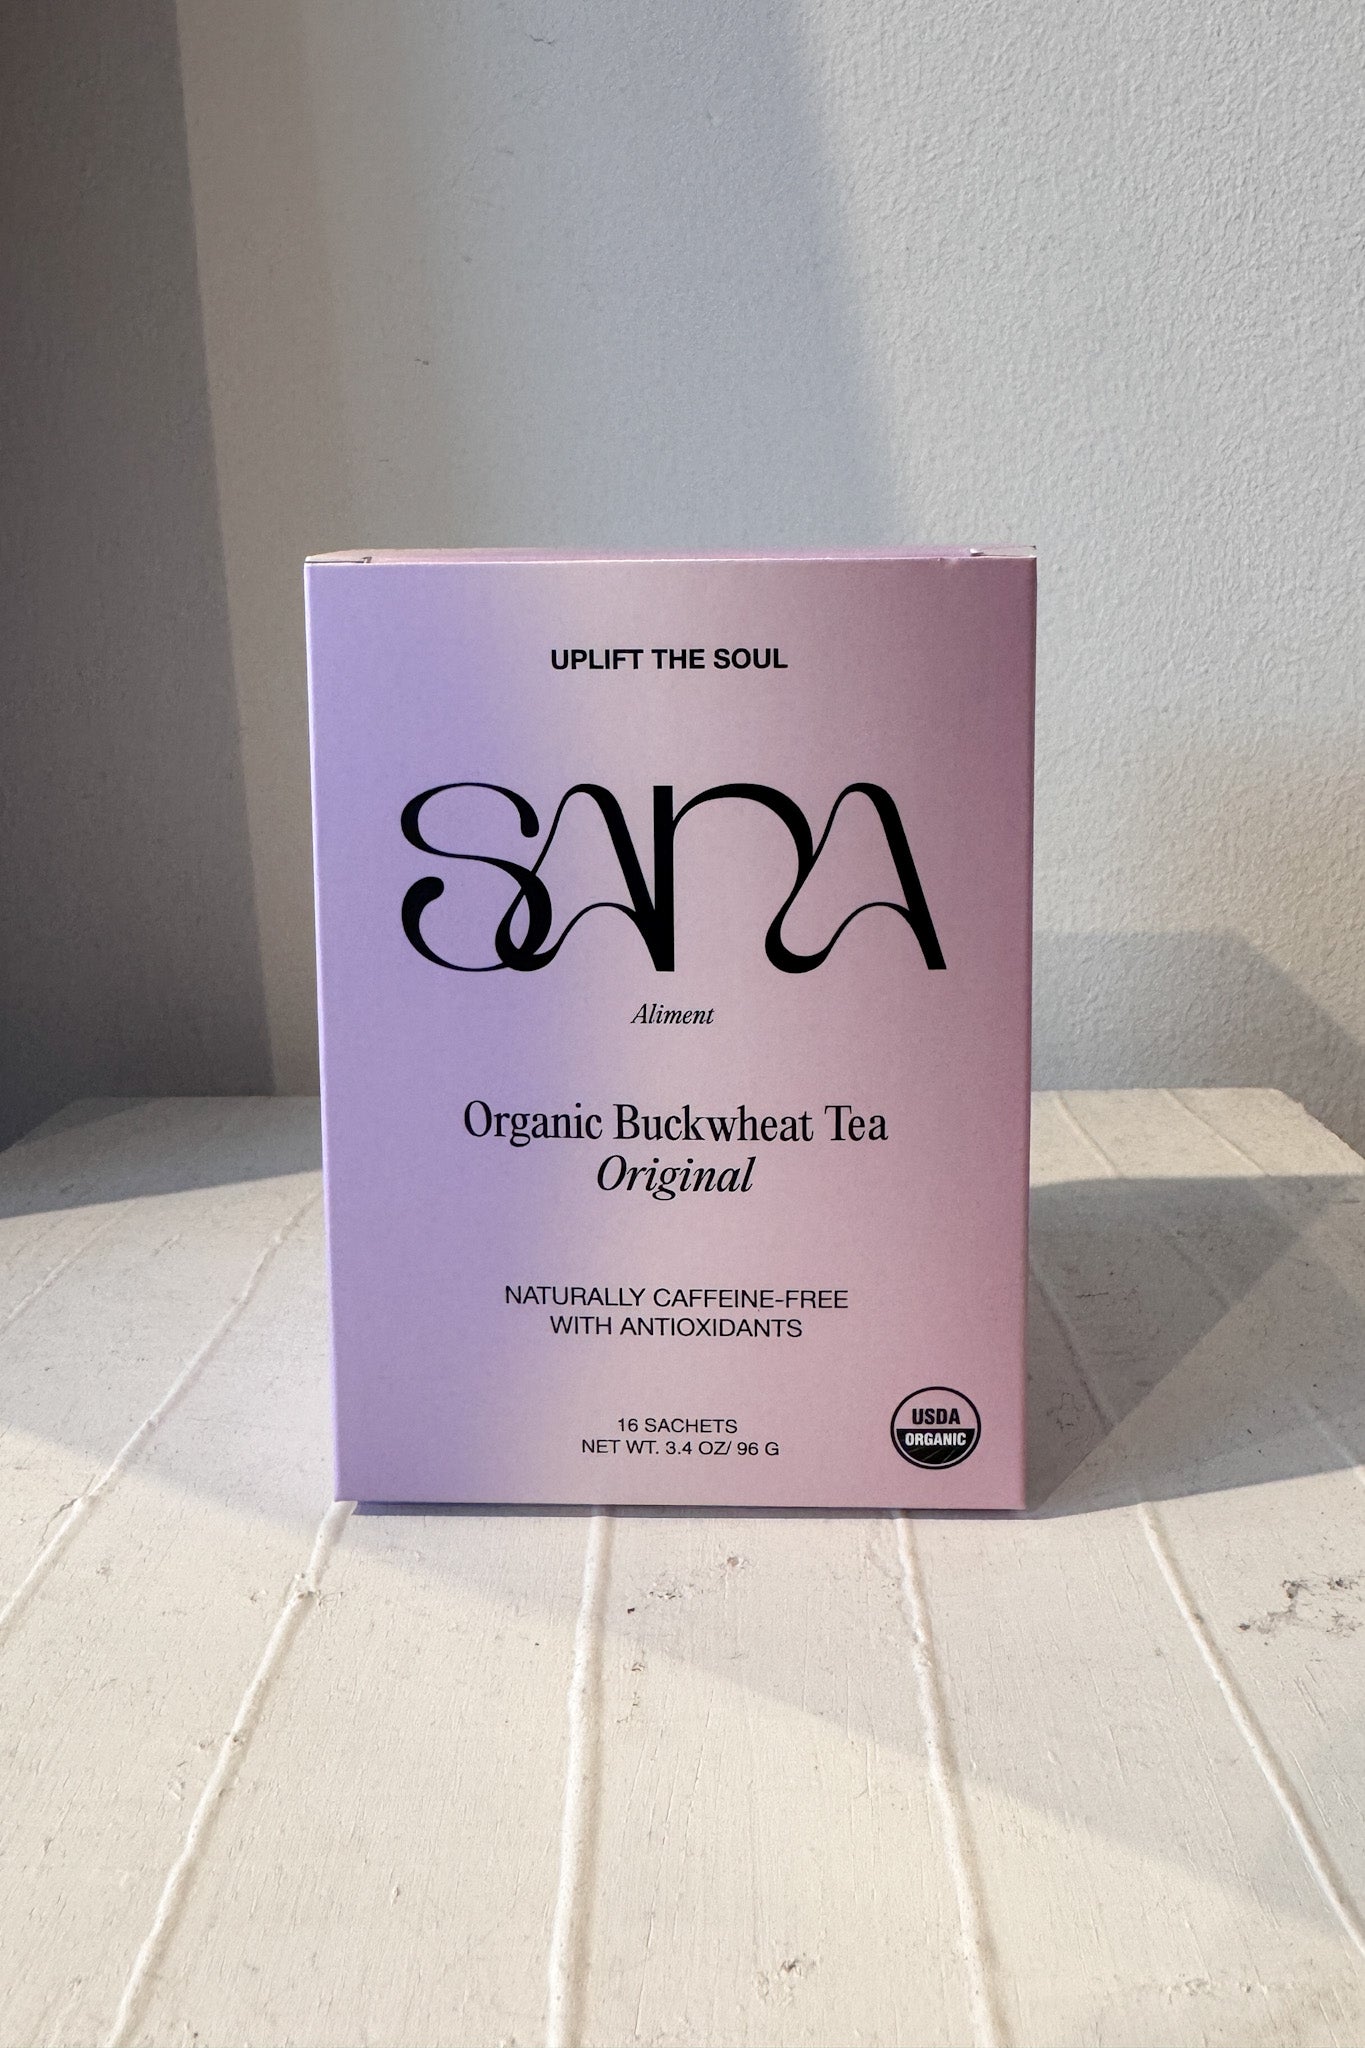 UPLIFT THE SOUL
SANA
Aliment
Organic Buckwheat Tea
Original
NATURALLY CAFFEINE-FREE
WITH ANTIOXIDANTS
16 SACHETS
NET WT. 3.4 OZ/ 96 G
USDA
ORGANIC